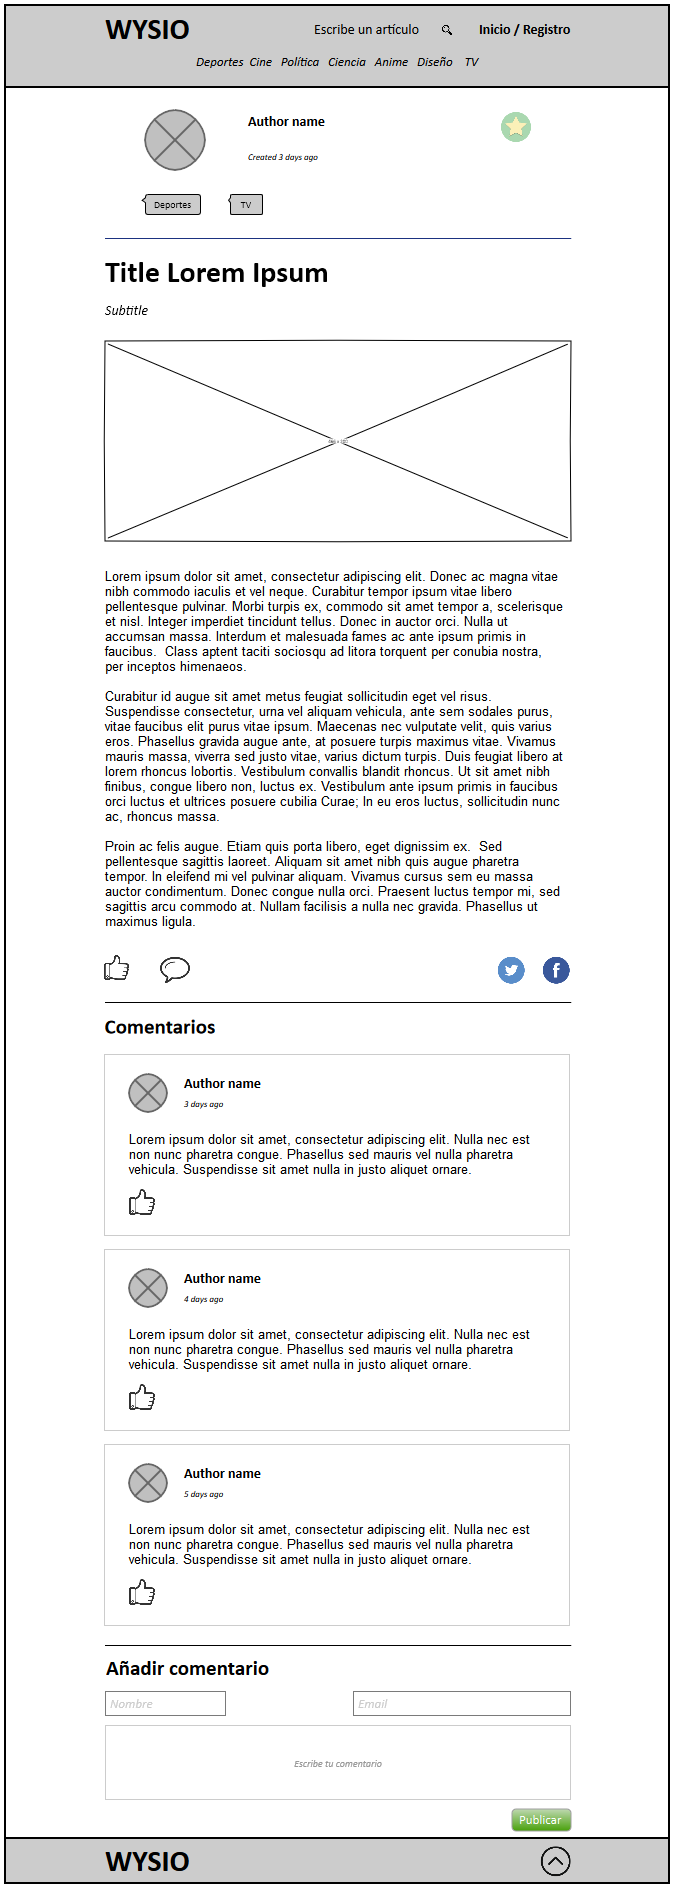 WYSIO
Escribe un artículo
Inicio / Registro
Deportes Cine Política Ciencia Anime Diseño TV
Author name
Created 3 days ago
Deportes
TV
Title Lorem Ipsum
Subtitle
Lorem ipsum dolor sit amet, consectetur adipiscing elit. Donec ac magna vitae
nibh commodo iaculis et vel neque. Curabitur tempor ipsum vitae libero
pellentesque pulvinar. Morbi turpis ex, commodo sit amet tempor a, scelerisque
et nisl. Integer imperdiet tincidunt tellus. Donec in auctor orci. Nulla ut
accumsan massa. Interdum et malesuada fames ac ante ipsum primis in
faucibus.  Class aptent taciti sociosqu ad litora torquent per conubia nostra,
per inceptos himenaeos.
Curabitur id augue sit amet metus feugiat sollicitudin eget vel risus.
Suspendisse consectetur, urna vel aliquam vehicula, ante sem sodales purus,
vitae faucibus elit purus vitae ipsum. Maecenas nec vulputate velit, quis varius
eros. Phasellus gravida augue ante, at posuere turpis maximus vitae. Vivamus
mauris massa, viverra sed justo vitae, varius dictum turpis. Duis feugiat libero at
lorem rhoncus lobortis. Vestibulum convallis blandit rhoncus. Ut sit amet nibh
finibus, congue libero non, luctus ex. Vestibulum ante ipsum primis in faucibus
orci luctus et ultrices posuere cubilia Curae; In eu eros luctus, sollicitudin nunc
ac, rhoncus massa.
Proin ac felis augue. Etiam quis porta libero, eget dignissim ex.  Sed
pellentesque sagittis laoreet. Aliquam sit amet nibh quis augue pharetra
tempor. In eleifend mi vel pulvinar aliquam. Vivamus cursus sem eu massa
auctor condimentum. Donec congue nulla orci. Praesent luctus tempor mi, sed
sagittis arcu commodo at. Nullam facilisis a nulla nec gravida. Phasellus ut
maximus ligula.
Comentarios
Author name
3 days ago
Lorem ipsum dolor sit amet, consectetur adipiscing elit. Nulla nec est
non nunc pharetra congue. Phasellus sed mauris vel nulla pharetra
vehicula. Suspendisse sit amet nulla in justo aliquet ornare.
Author name
4 days ago
Lorem ipsum dolor sit amet, consectetur adipiscing elit. Nulla nec est
non nunc pharetra congue. Phasellus sed mauris vel nulla pharetra
vehicula. Suspendisse sit amet nulla in justo aliquet ornare.
Author name
5 days ago
Lorem ipsum dolor sit amet, consectetur adipiscing elit. Nulla nec est
non nunc pharetra congue. Phasellus sed mauris vel nulla pharetra
vehicula. Suspendisse sit amet nulla in justo aliquet ornare.
Añadir comentario
Nombre
Email
Escribe tu comentario
Publicar
WYSIO